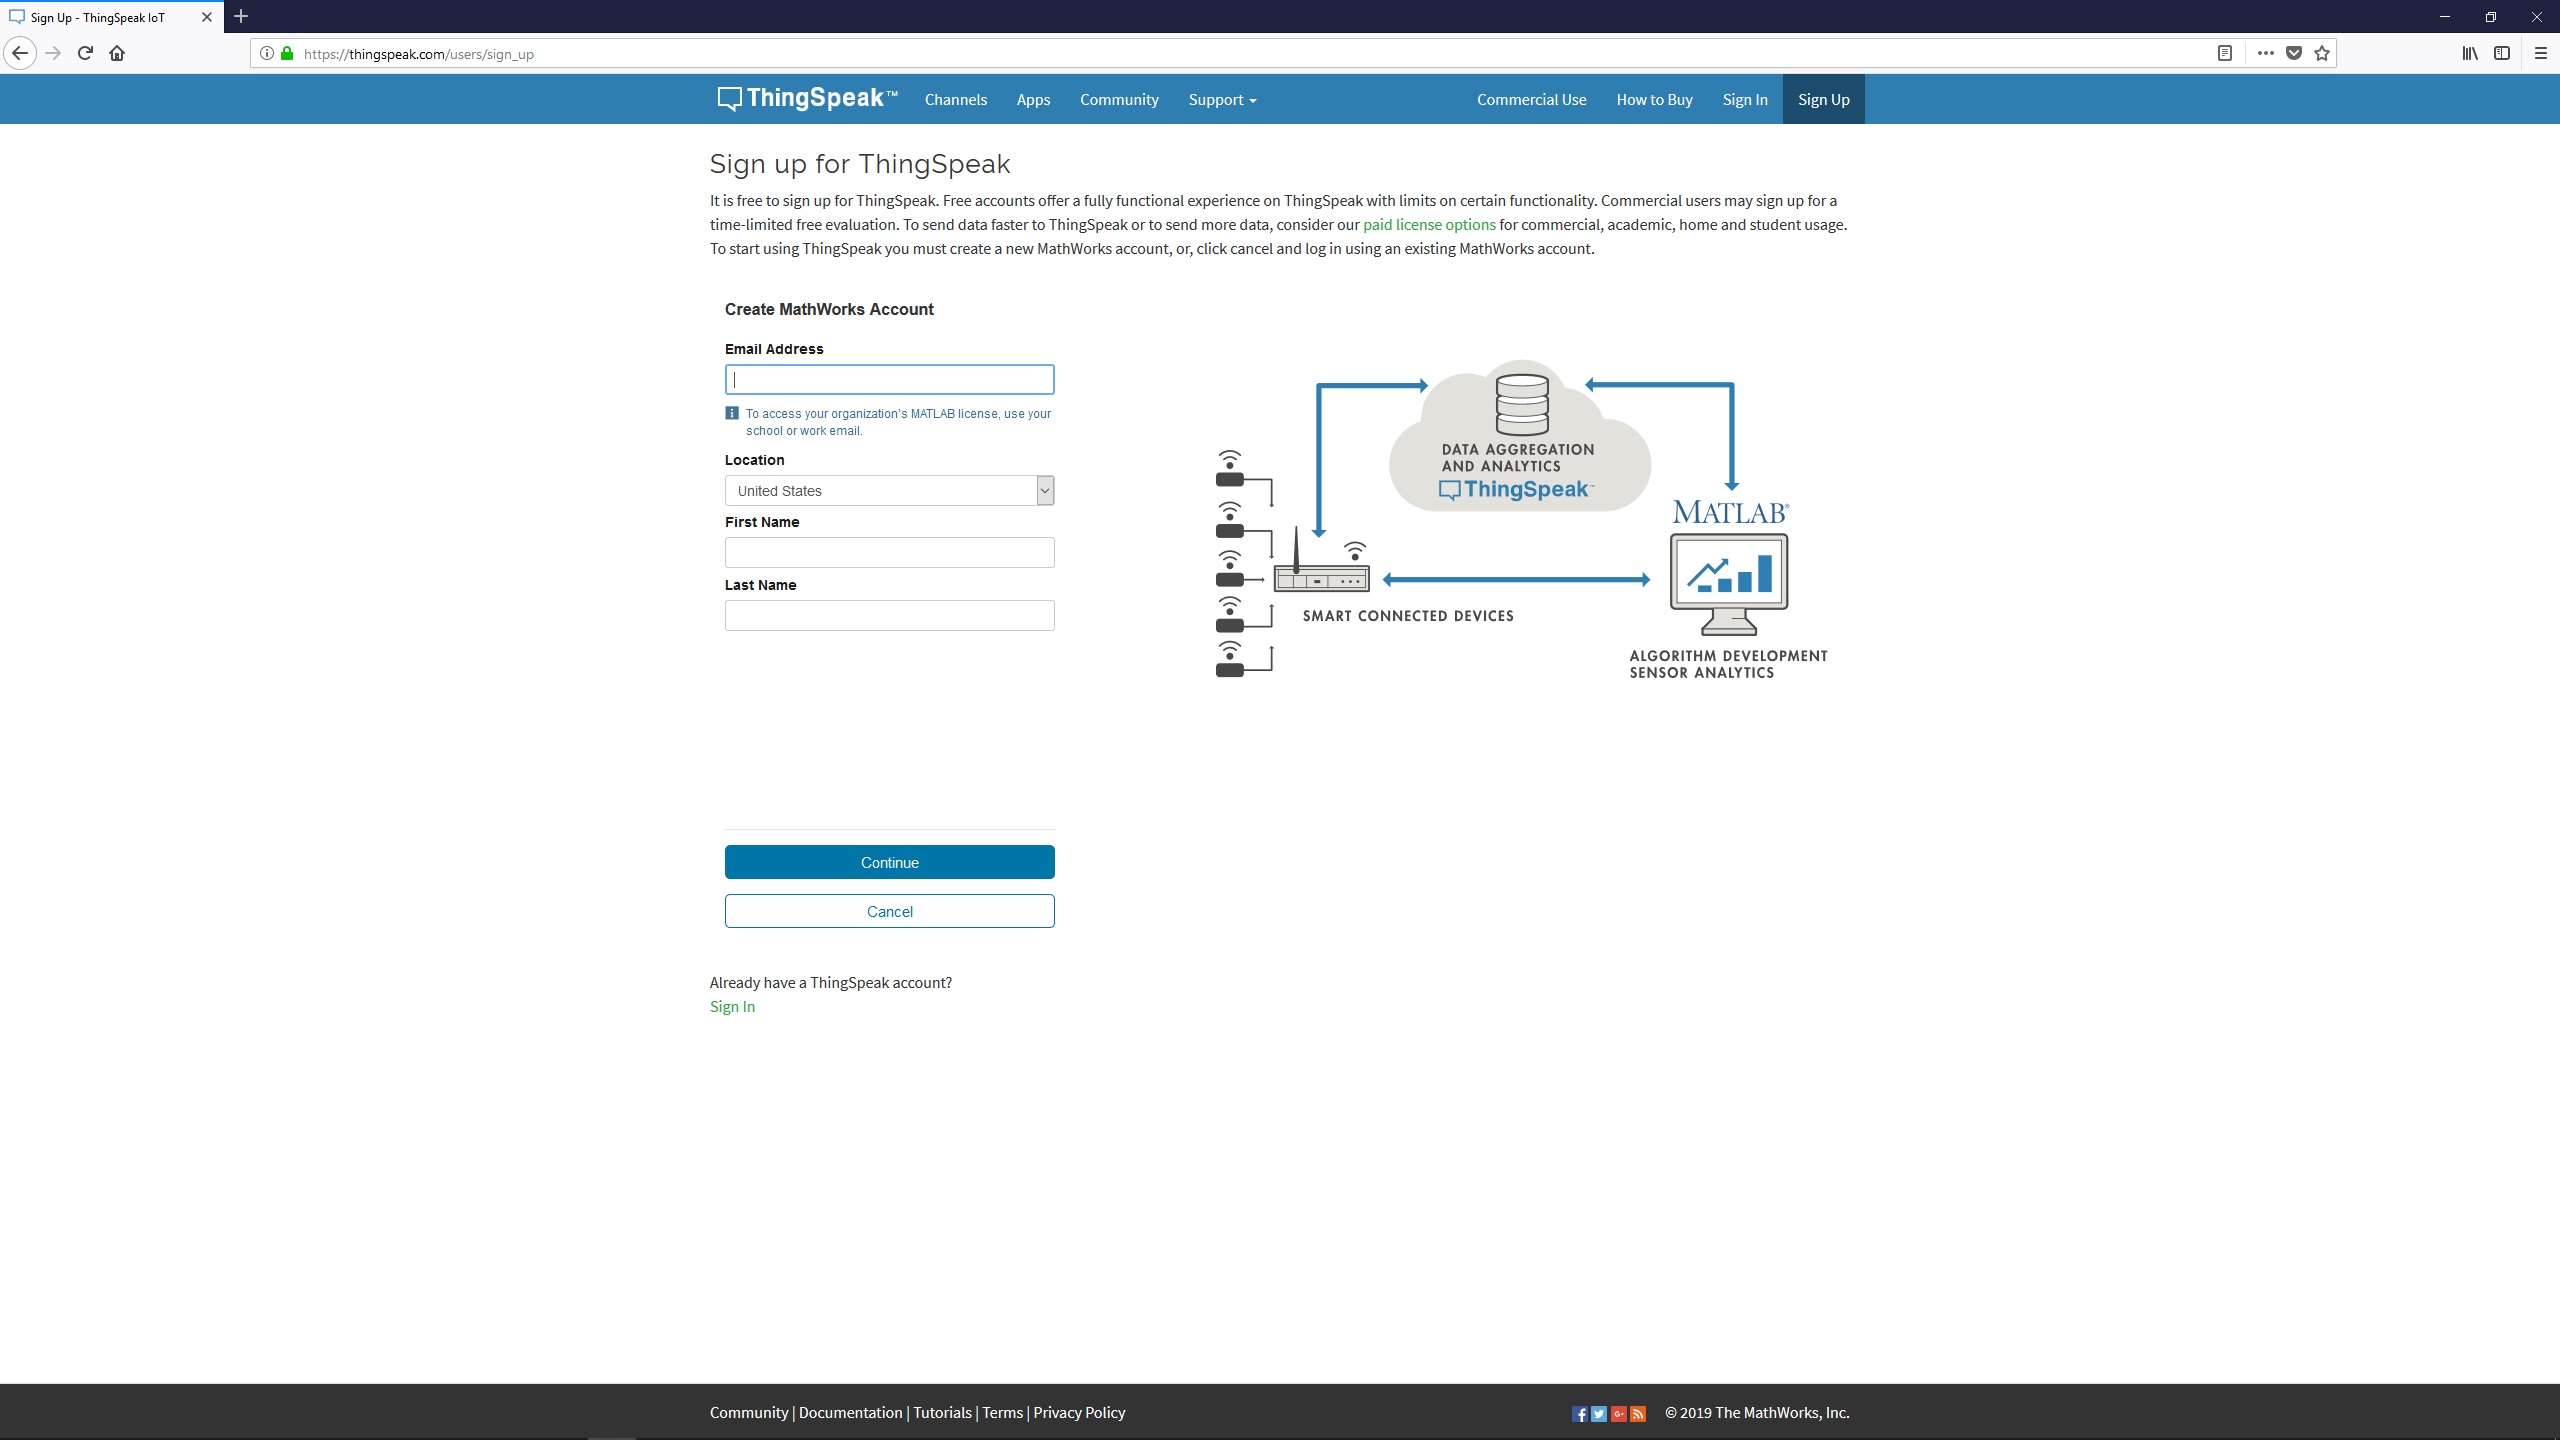 Sign Up - ThingSpeak IoT
https://thingspeak.com/users/sign_up
ThingSpeak™ Channels Apps Community Support Commercial Use How to Buy Sign In Sign Up
Sign up for ThingSpeak
It is free to sign up for ThingSpeak. Free accounts offer a fully functional experience on ThingSpeak with limits on certain functionality. Commercial users may sign up for a
time-limited free evaluation. To send data faster to ThingSpeak or to send more data, consider our paid license options for commercial, academic, home and student usage.
To start using ThingSpeak you must create a new MathWorks account, or, click cancel and log in using an existing MathWorks account.
Create MathWorks Account
Email Address
To access your organization's MATLAB license, use your
school or work email.
Location
United States
First Name
Last Name
Continue
Cancel
DATA AGGREGATION
AND ANALYTICS
ThingSpeak™
MATLAB®
SMART CONNECTED DEVICES
ALGORITHM DEVELOPMENT
SENSOR ANALYTICS
Already have a ThingSpeak account?
Sign In
Community | Documentation | Tutorials | Terms | Privacy Policy
© 2019 The MathWorks, Inc.